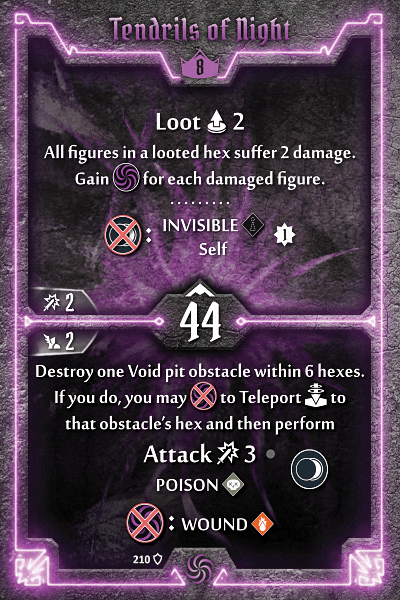 Tendrils of Night
8
Loot 2
All figures in a looted hex suffer 2 damage.
Gain for each damaged figure.
: INVISIBLE 1
Self
2
44
2
Destroy one Void pit obstacle within 6 hexes.
If you do, you may to Teleport to
that obstacle's hex and then perform
Attack 3
POISON
: WOUND
210